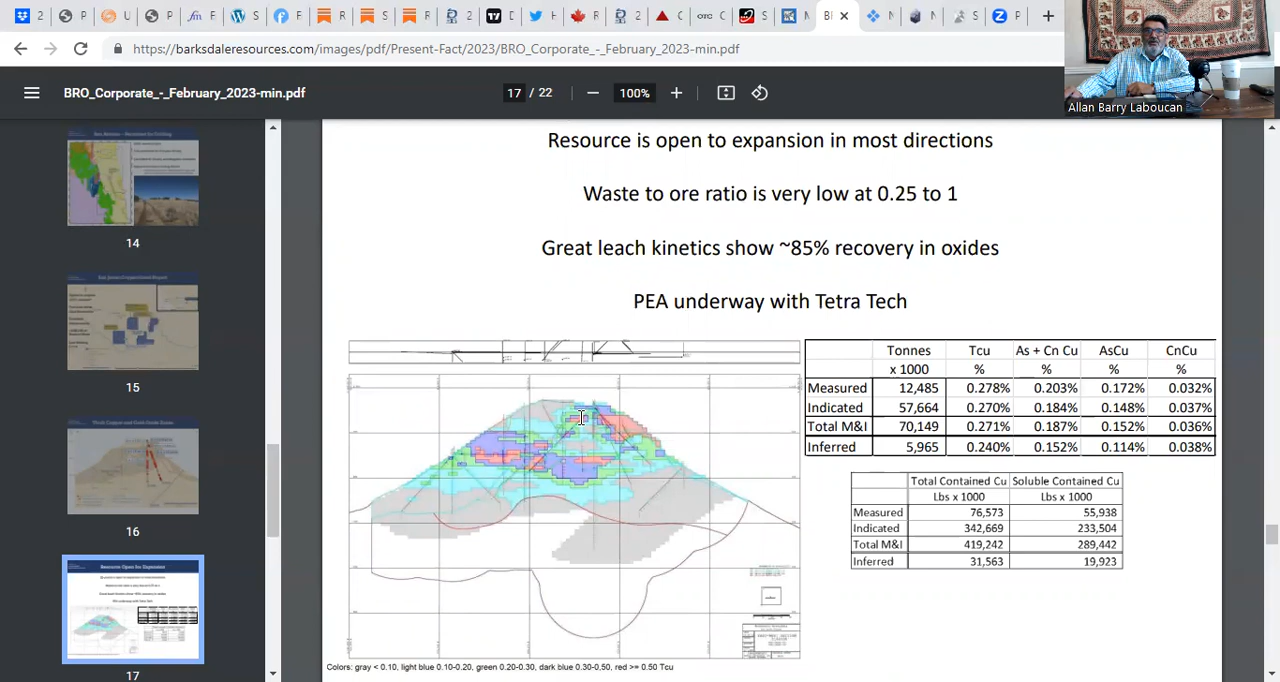 2
P
U
P
fm
F
S
F
R
S
R
2
D
H
R
2
C
OTC
C
S
N
B
N
N
S
P
https://barksdaleresources.com/images/pdf/Present-Fact/2023/BRO_Corporate_-_February_2023-min.pdf
BRO_Corporate_-_February_2023-min.pdf
17 / 22
100%
Allan Barry Laboucan
14
15
16
17
Resource is open to expansion in most directions
Waste to ore ratio is very low at 0.25 to 1
Great leach kinetics show ~85% recovery in oxides
PEA underway with Tetra Tech
Tonnes Tcu As + Cn Cu AsCu CnCu
x 1000 % % % %
Measured 12,485 0.278% 0.203% 0.172% 0.032%
Indicated 57,664 0.270% 0.184% 0.148% 0.037%
Total M&I 70,149 0.271% 0.187% 0.152% 0.036%
Inferred 5,965 0.240% 0.152% 0.114% 0.038%
Total Contained Cu Soluble Contained Cu
Lbs x 1000 Lbs x 1000
Measured 76,573 55,938
Indicated 342,669 233,504
Total M&I 419,242 289,442
Inferred 31,563 19,923
Colors: gray < 0.10, light blue 0.10-0.20, green 0.20-0.30, dark blue 0.30-0,50, red >= 0.50 Tcu